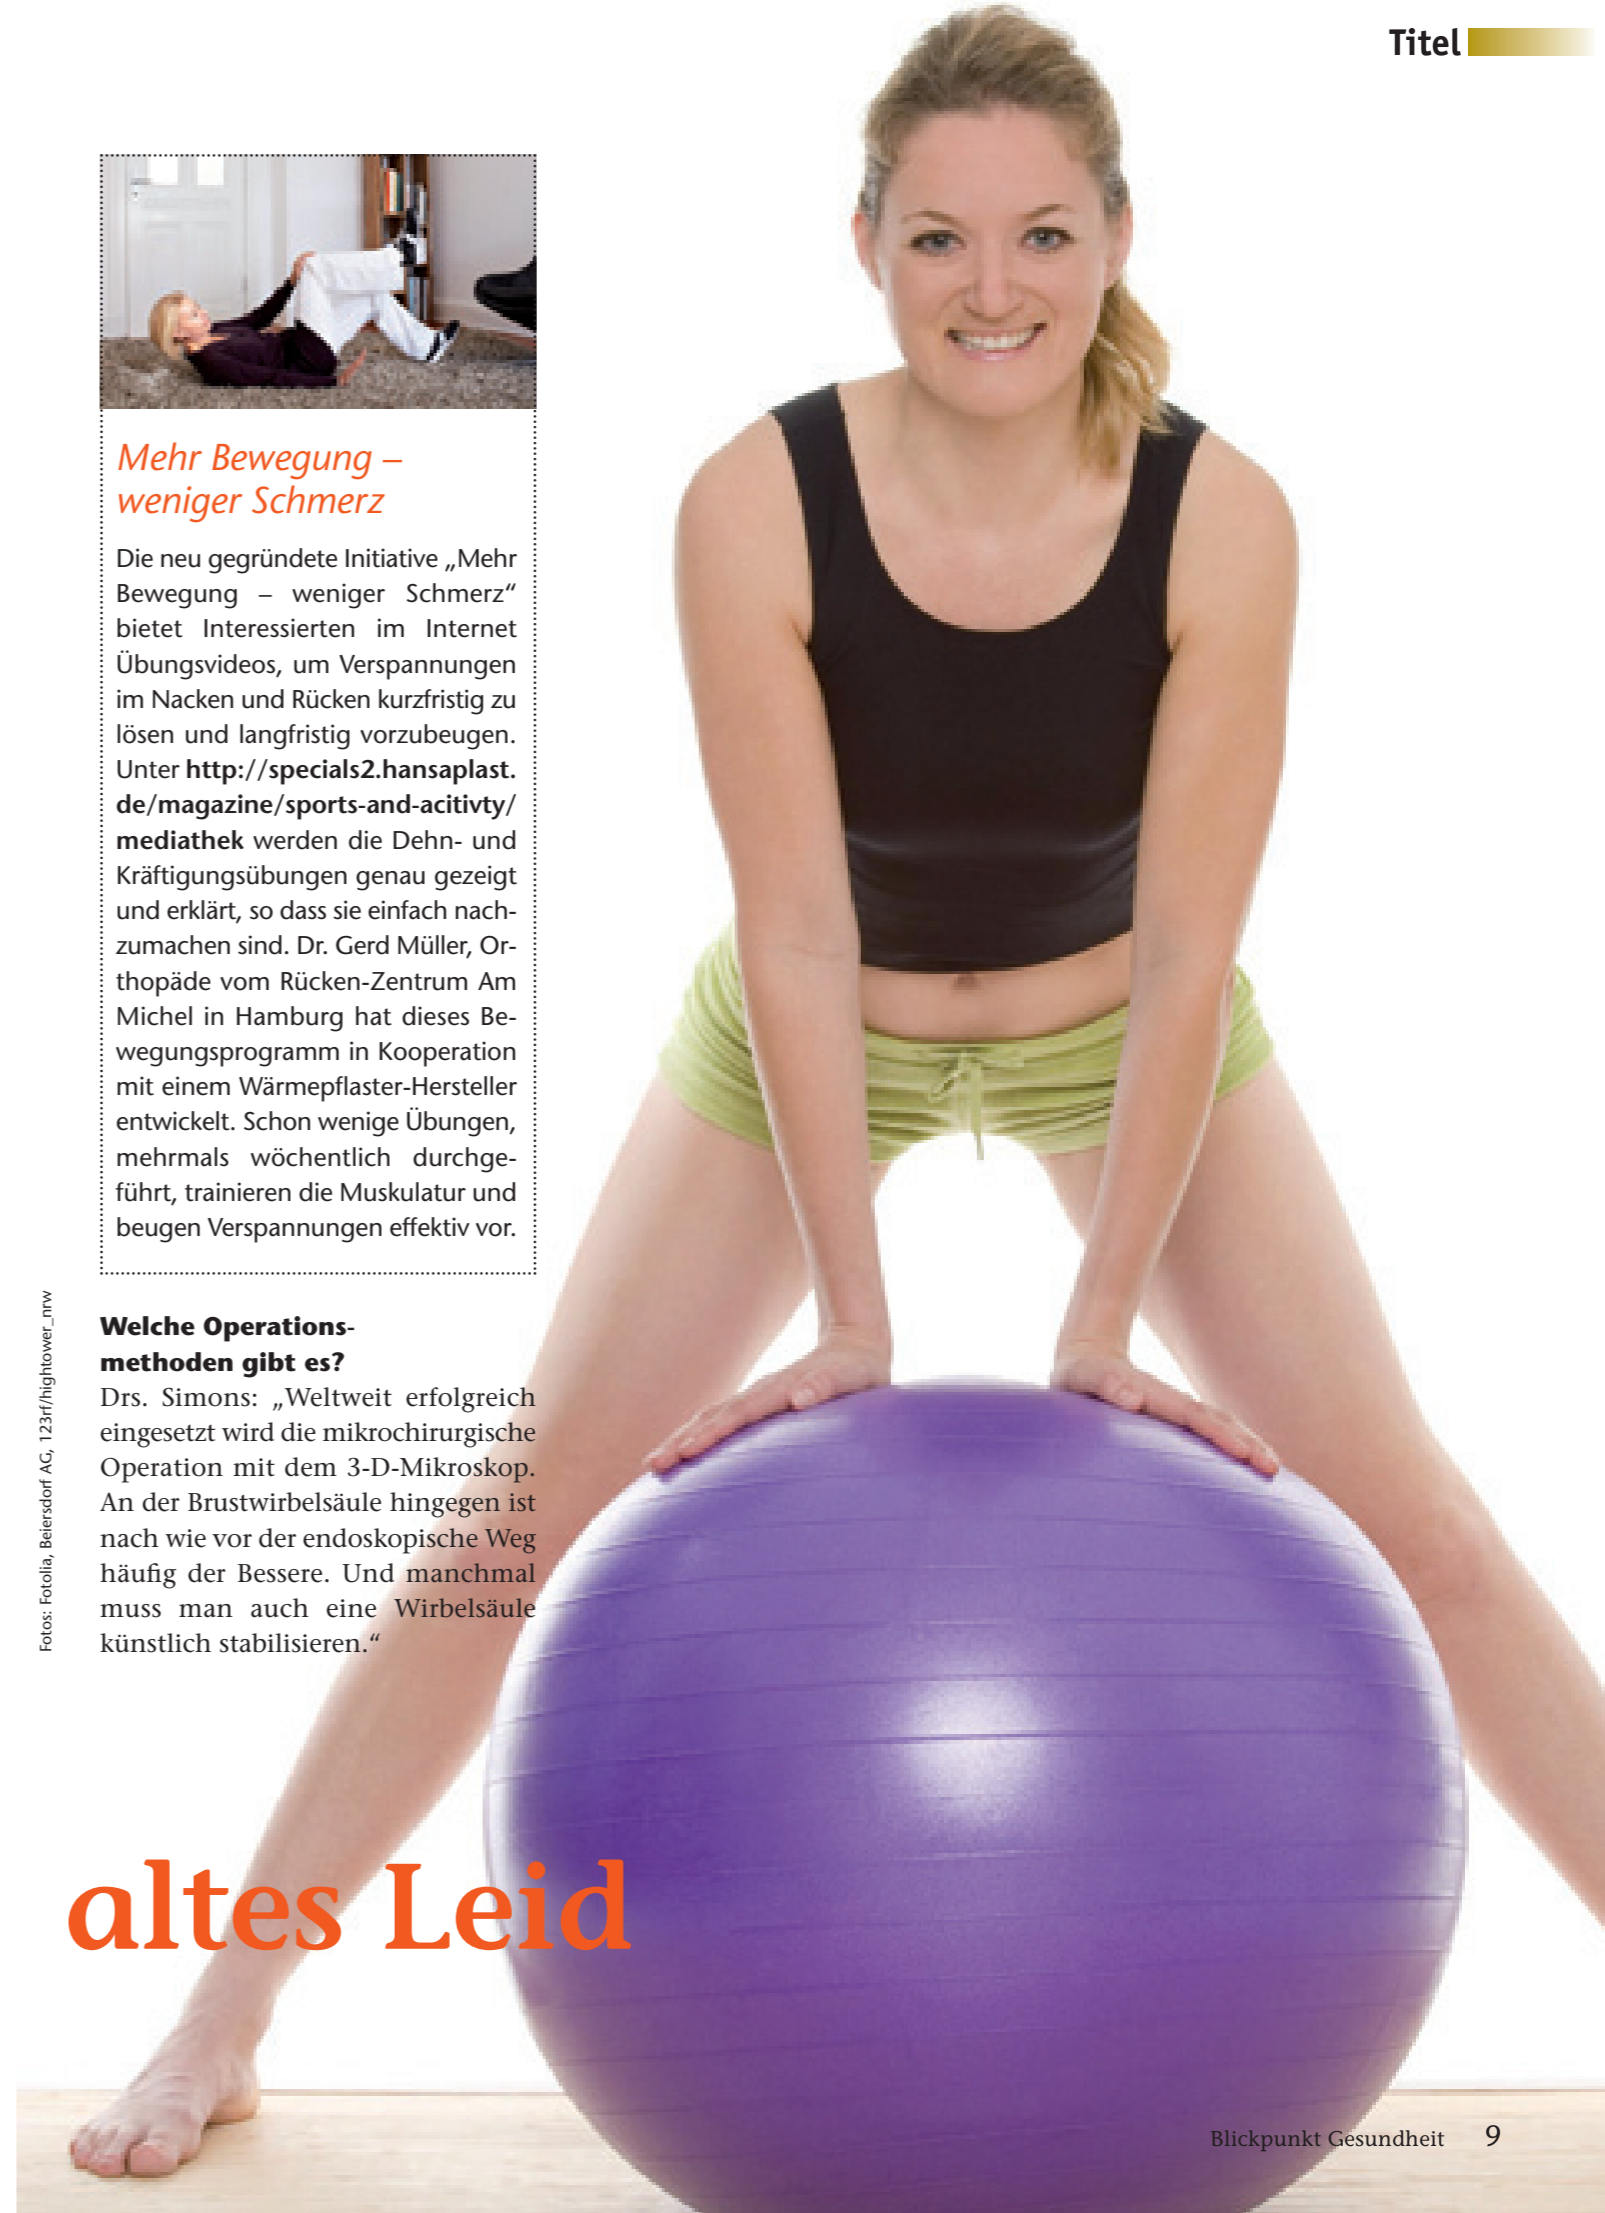 Titel
Mehr Bewegung –
weniger Schmerz
Die neu gegründete Initiative „Mehr
Bewegung – weniger Schmerz“
bietet Interessierten im Internet
Übungsvideos, um Verspannungen
im Nacken und Rücken kurzfristig zu
lösen und langfristig vorzubeugen.
Unter http://specials2.hansaplast.
de/magazine/sports-and-acitivty/
mediathek werden die Dehn- und
Kräftigungsübungen genau gezeigt
und erklärt, so dass sie einfach nach-
zumachen sind. Dr. Gerd Müller, Or-
thopäde vom Rücken-Zentrum Am
Michel in Hamburg hat dieses Be-
wegungsprogramm in Kooperation
mit einem Wärmepflaster-Hersteller
entwickelt. Schon wenige Übungen,
mehrmals wöchentlich durchge-
führt, trainieren die Muskulatur und
beugen Verspannungen effektiv vor.
Welche Operations-
methoden gibt es?
Drs. Simons: „Weltweit erfolgreich
eingesetzt wird die mikrochirurgische
Operation mit dem 3-D-Mikroskop.
An der Brustwirbelsäule hingegen ist
nach wie vor der endoskopische Weg
häufig der Bessere. Und manchmal
muss man auch eine Wirbelsäule
künstlich stabilisieren.“
Fotos: Fotolia, Beiersdorf AG, 123rf/hightower_nrw
altes Leid
Blickpunkt Gesundheit 9